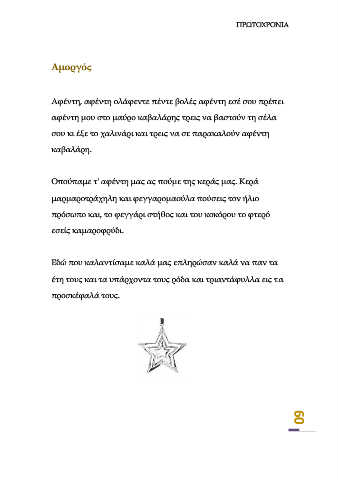 ΠΡΩΤΟΧΡΟΝΙΑ
Αμοργός
Αφέντη, αφέντη ολάφεντε πέντε βολές αφέντη εσέ σου πρέπει
αφέντη μου στο μαύρο καβαλάρης τρεις να βαστούν τη σέλα
σου κι έξε το χαλινάρι και τρεις να σε παρακαλούν αφέντη
καβαλάρη.
Οπούπαμε τ' αφέντη μας ας πούμε της κεράς μας. Κερά
μαρμαροτράχηλη και φεγγαρομαούλα πούσεις τον ήλιο
πρόσωπο και, το φεγγάρι στήθος και του κοκόρου το φτερό
εσείς καμαροφρύδι.
Εδώ που καλαντίσαμε καλά μας επληρώσαν καλά να παν τα
έτη τους και τα υπάρχοντα τους ρόδα και τριαντάφυλλα εις τα
προσκέφαλά τους.
60